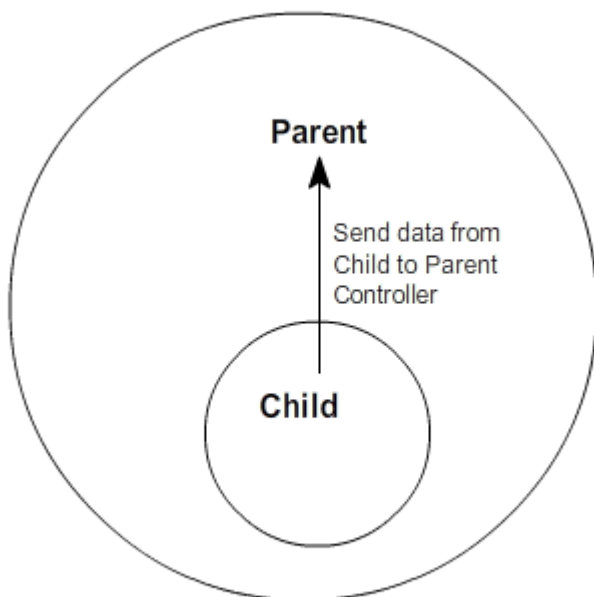 Parent
Send data from
Child to Parent
Controller
Child